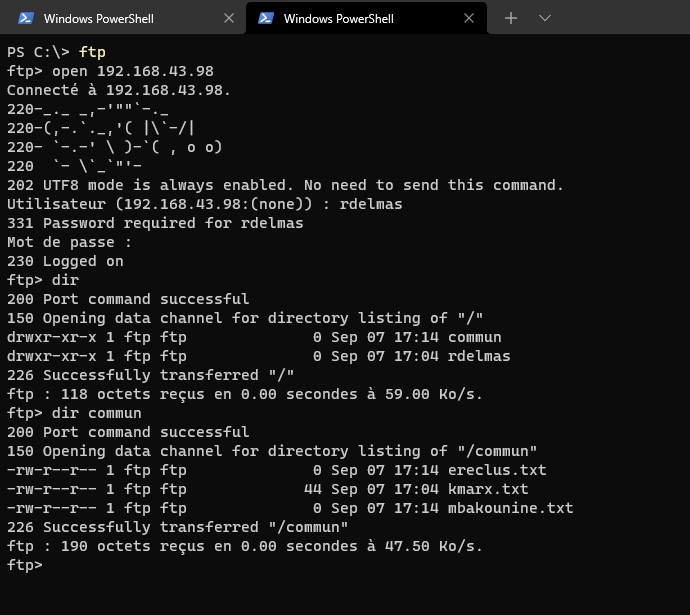 Windows PowerShell
Windows PowerShell
PS C:\> ftp
ftp> open 192.168.43.98
Connecté à 192.168.43.98.
220-_._ _,-'""`-._
220-(,-.`._,'( |\`-/|
220- `-.-' \ )-`( , o o)
220  `- \`_`"'-
202 UTF8 mode is always enabled. No need to send this command.
Utilisateur (192.168.43.98:(none)) : rdelmas
331 Password required for rdelmas
Mot de passe :
230 Logged on
ftp> dir
200 Port command successful
150 Opening data channel for directory listing of "/"
drwxr-xr-x 1 ftp ftp              0 Sep 07 17:14 commun
drwxr-xr-x 1 ftp ftp              0 Sep 07 17:04 rdelmas
226 Successfully transferred "/"
ftp : 118 octets reçus en 0.00 secondes à 59.00 Ko/s.
ftp> dir commun
200 Port command successful
150 Opening data channel for directory listing of "/commun"
-rw-r--r-- 1 ftp ftp              0 Sep 07 17:14 ereclus.txt
-rw-r--r-- 1 ftp ftp             44 Sep 07 17:04 kmarx.txt
-rw-r--r-- 1 ftp ftp              0 Sep 07 17:14 mbakounine.txt
226 Successfully transferred "/commun"
ftp : 190 octets reçus en 0.00 secondes à 47.50 Ko/s.
ftp>